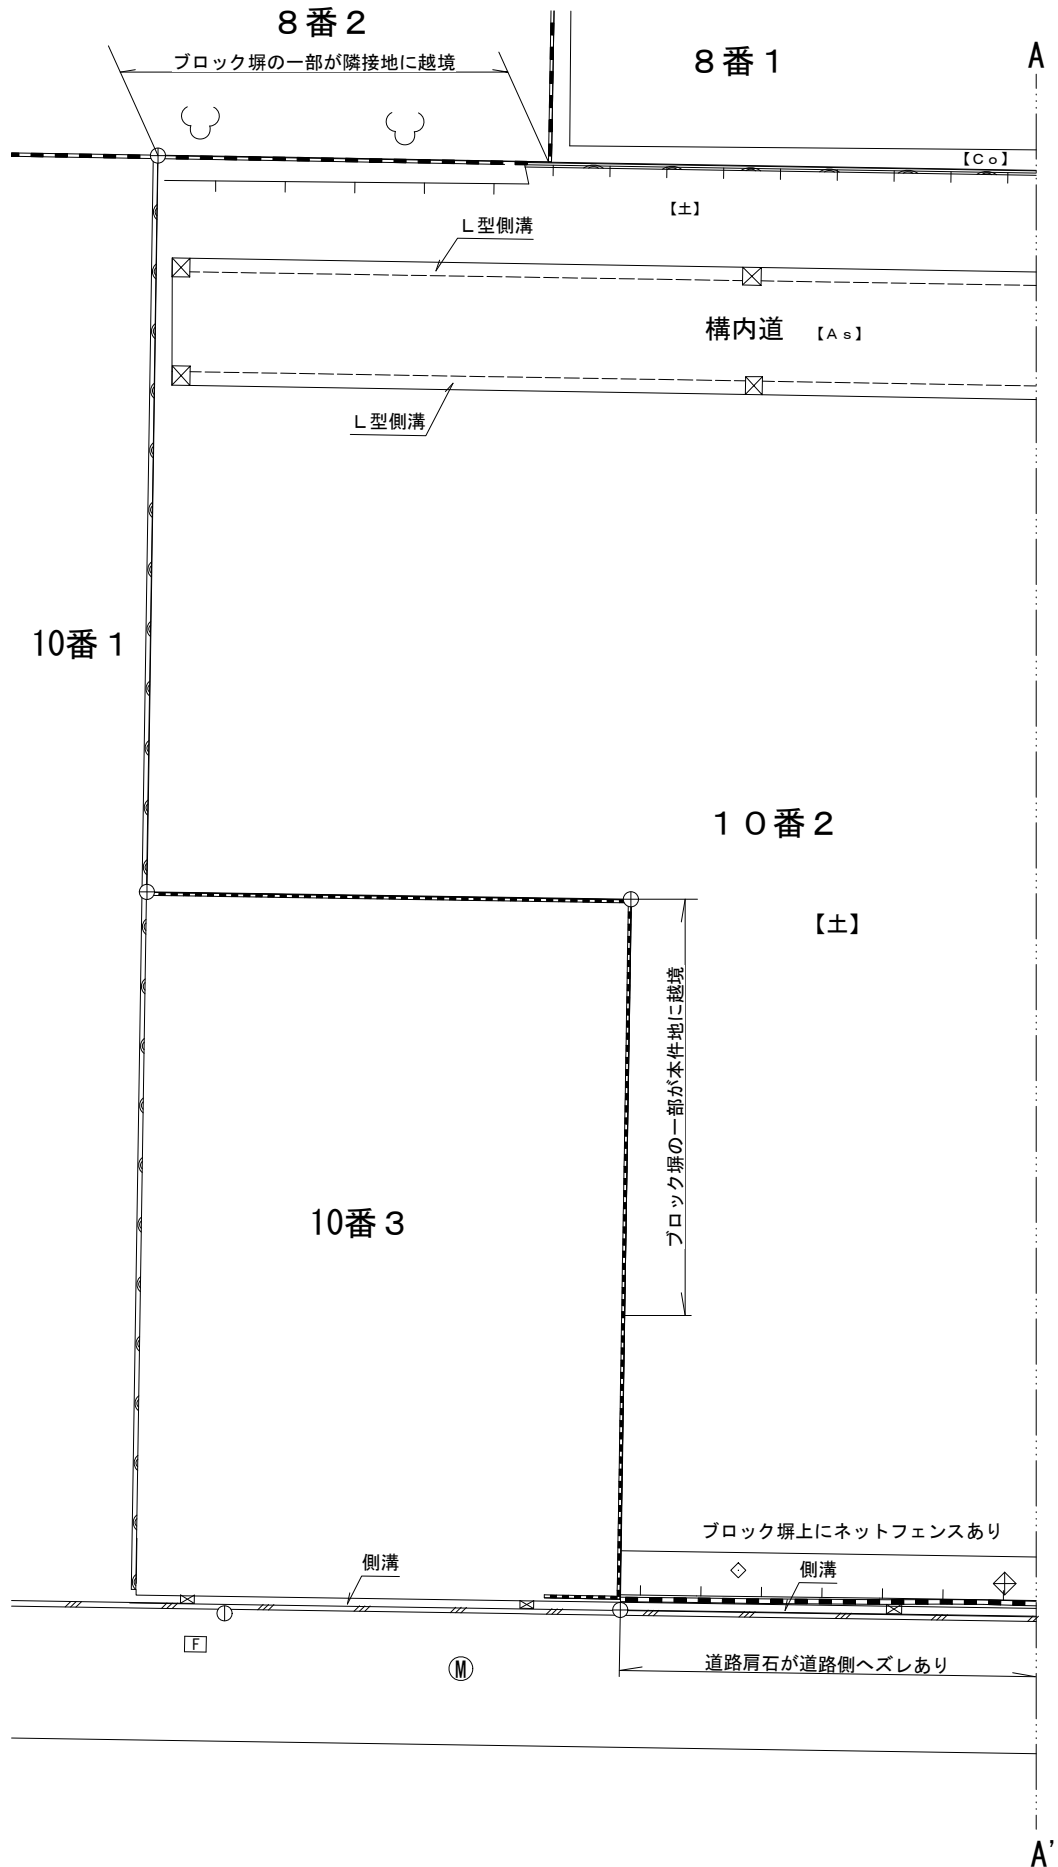 ８番２
ブロック塀の一部が隣接地に越境
８番１
A
【Ｃｏ】
【土】
Ｌ型側溝
構内道 【Ａｓ】
Ｌ型側溝
10番１
１０番２
【土】
ブロック塀の一部が本件地に越境
10番３
ブロック塀上にネットフェンスあり
側溝
側溝
F
M
道路肩石が道路側へズレあり
A'